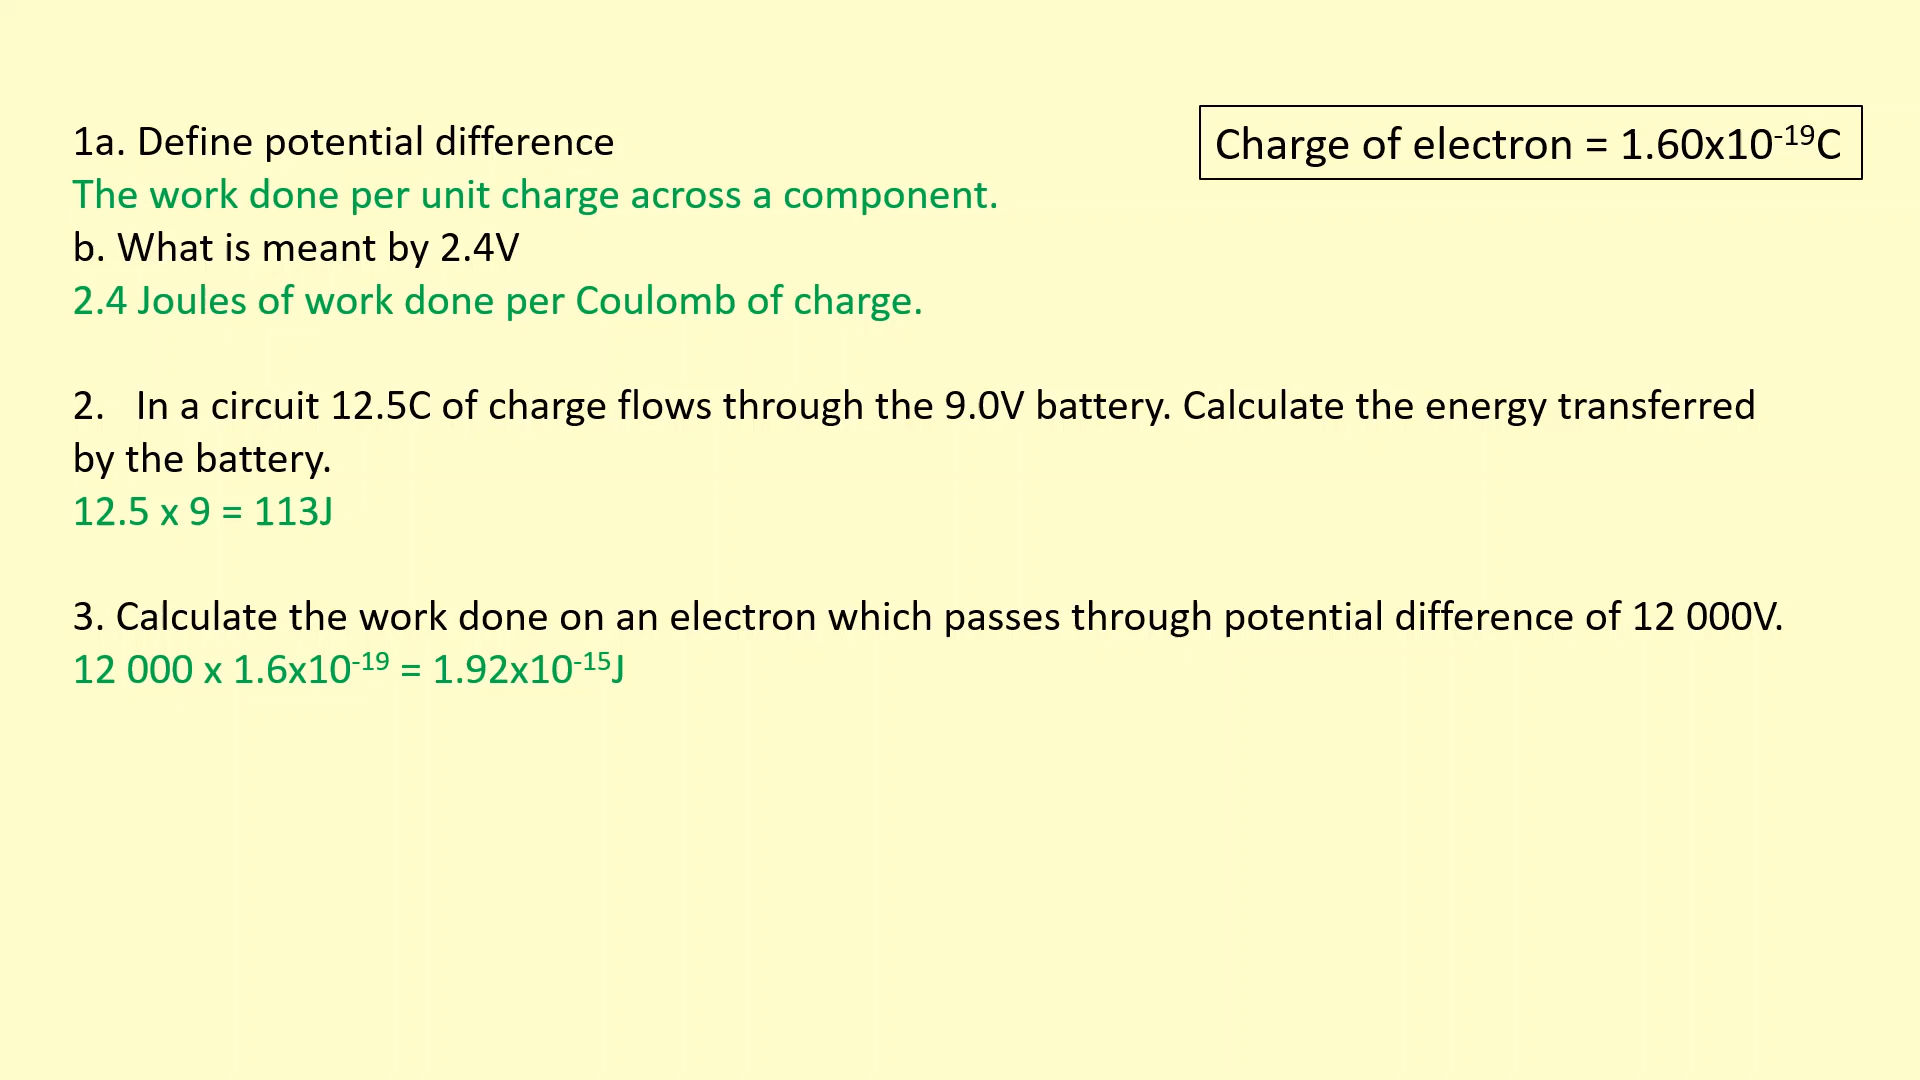 1a. Define potential difference
Charge of electron = 1.60x10⁻¹⁹C
The work done per unit charge across a component.
b. What is meant by 2.4V
2.4 Joules of work done per Coulomb of charge.
2. In a circuit 12.5C of charge flows through the 9.0V battery. Calculate the energy transferred
by the battery.
12.5 x 9 = 113J
3. Calculate the work done on an electron which passes through potential difference of 12 000V.
12 000 x 1.6x10⁻¹⁹ = 1.92x10⁻¹⁵J